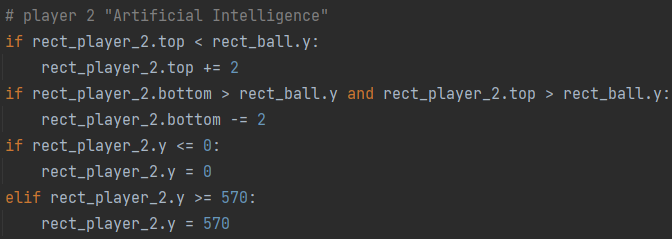 # player 2 "Artificial Intelligence"
if rect_player_2.top < rect_ball.y:
    rect_player_2.top += 2
if rect_player_2.bottom > rect_ball.y and rect_player_2.top > rect_ball.y:
    rect_player_2.bottom -= 2
if rect_player_2.y <= 0:
    rect_player_2.y = 0
elif rect_player_2.y >= 570:
    rect_player_2.y = 570